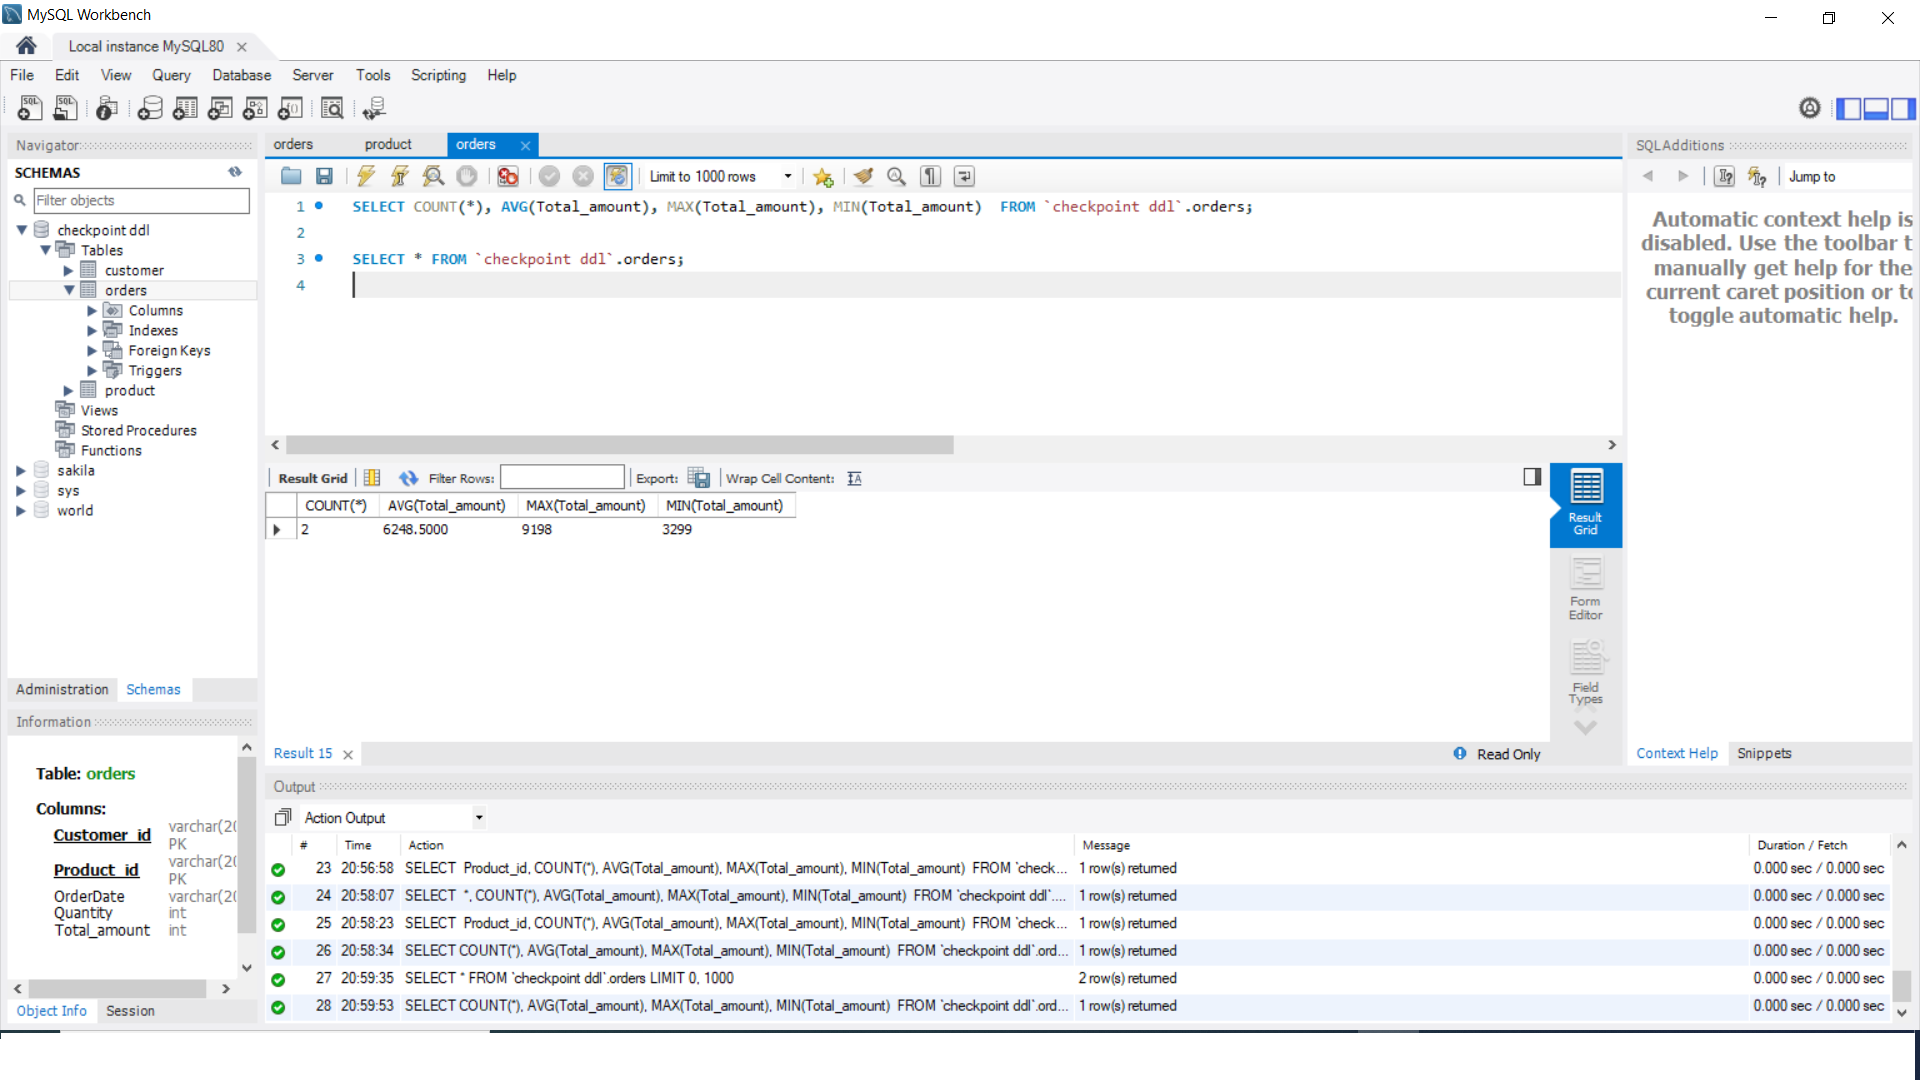 MySQL Workbench
Local instance MySQL80
File Edit View Query Database Server Tools Scripting Help
Navigator
SCHEMAS
Filter objects
checkpoint ddl
Tables
customer
orders
Columns
Indexes
Foreign Keys
Triggers
product
Views
Stored Procedures
Functions
sakila
sys
world
Administration Schemas
Information
Table: orders
Columns:
Customer_id varchar(20
PK
Product_id varchar(20
PK
OrderDate varchar(20
Quantity int
Total_amount int
Object Info Session
orders product orders
Limit to 1000 rows
1 SELECT COUNT(*), AVG(Total_amount), MAX(Total_amount), MIN(Total_amount)  FROM `checkpoint ddl`.orders;
2
3 SELECT * FROM `checkpoint ddl`.orders;
4
Result Grid Filter Rows: Export: Wrap Cell Content:
COUNT(*) AVG(Total_amount) MAX(Total_amount) MIN(Total_amount)
2 6248.5000 9198 3299
Result Grid
Form Editor
Field Types
Result 15
Read Only
SQLAdditions
Jump to
Automatic context help is
disabled. Use the toolbar t
manually get help for the
current caret position or to
toggle automatic help.
Context Help Snippets
Output
Action Output
# Time Action Message Duration / Fetch
23 20:56:58 SELECT  Product_id, COUNT(*), AVG(Total_amount), MAX(Total_amount), MIN(Total_amount)  FROM `check... 1 row(s) returned 0.000 sec / 0.000 sec
24 20:58:07 SELECT  *, COUNT(*), AVG(Total_amount), MAX(Total_amount), MIN(Total_amount)  FROM `checkpoint ddl`.... 1 row(s) returned 0.000 sec / 0.000 sec
25 20:58:23 SELECT  Product_id, COUNT(*), AVG(Total_amount), MAX(Total_amount), MIN(Total_amount)  FROM `check... 1 row(s) returned 0.000 sec / 0.000 sec
26 20:58:34 SELECT COUNT(*), AVG(Total_amount), MAX(Total_amount), MIN(Total_amount)  FROM `checkpoint ddl`.ord... 1 row(s) returned 0.000 sec / 0.000 sec
27 20:59:35 SELECT * FROM `checkpoint ddl`.orders LIMIT 0, 1000 2 row(s) returned 0.000 sec / 0.000 sec
28 20:59:53 SELECT COUNT(*), AVG(Total_amount), MAX(Total_amount), MIN(Total_amount)  FROM `checkpoint ddl`.ord... 1 row(s) returned 0.000 sec / 0.000 sec